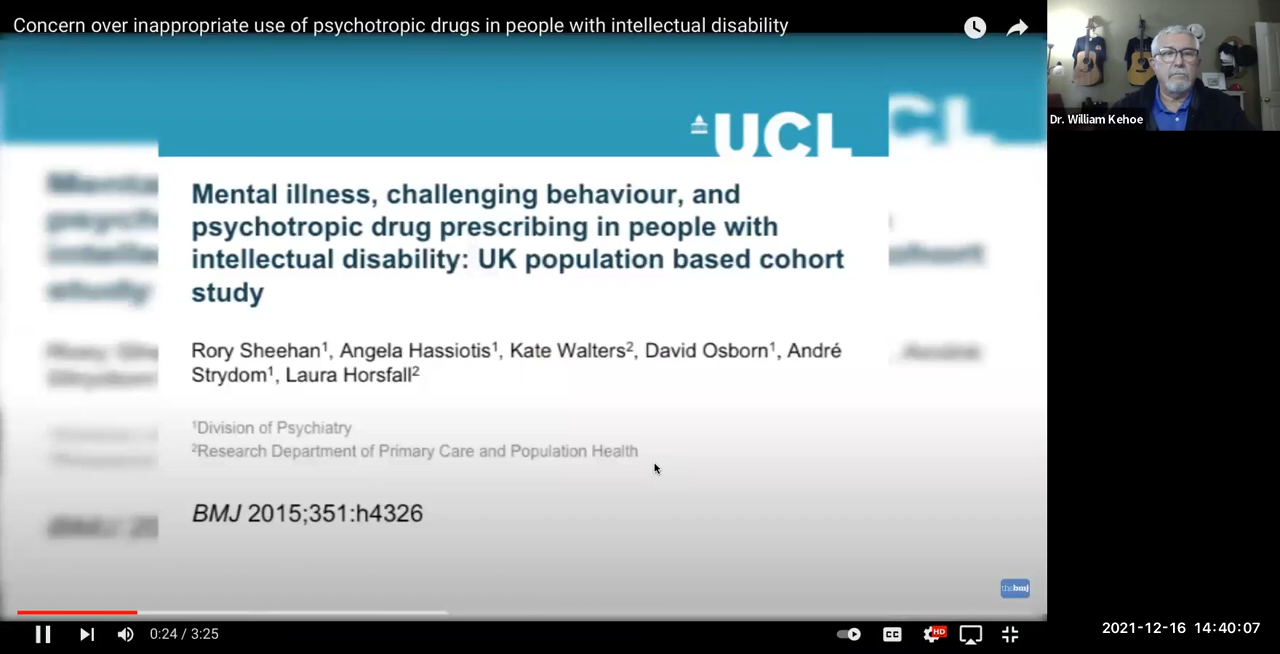 Concern over inappropriate use of psychotropic drugs in people with intellectual disability
UCL
Mental illness, challenging behaviour, and
psychotropic drug prescribing in people with
intellectual disability: UK population based cohort
study
Rory Sheehan¹, Angela Hassiotis¹, Kate Walters², David Osborn¹, André
Strydom¹, Laura Horsfall²
¹Division of Psychiatry
²Research Department of Primary Care and Population Health
BMJ 2015;351:h4326
thebmj
0:24 / 3:25
CC
HD
Dr. William Kehoe
2021-12-16 14:40:07